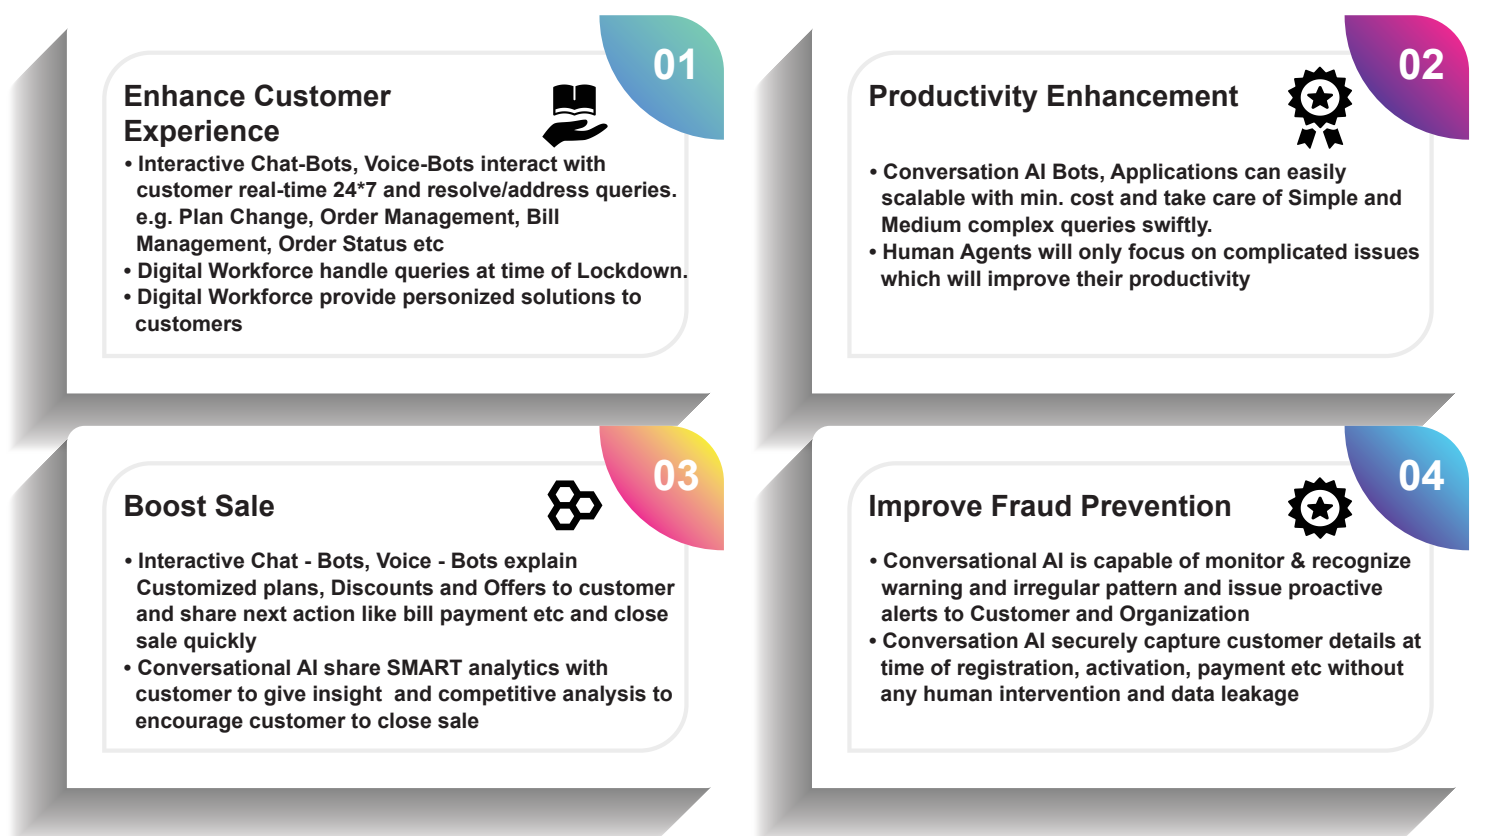 01
Enhance Customer
Experience
• Interactive Chat-Bots, Voice-Bots interact with
customer real-time 24*7 and resolve/address queries.
e.g. Plan Change, Order Management, Bill
Management, Order Status etc
• Digital Workforce handle queries at time of Lockdown.
• Digital Workforce provide personized solutions to
customers
02
Productivity Enhancement
• Conversation AI Bots, Applications can easily
scalable with min. cost and take care of Simple and
Medium complex queries swiftly.
• Human Agents will only focus on complicated issues
which will improve their productivity
03
Boost Sale
• Interactive Chat - Bots, Voice - Bots explain
Customized plans, Discounts and Offers to customer
and share next action like bill payment etc and close
sale quickly
• Conversational AI share SMART analytics with
customer to give insight  and competitive analysis to
encourage customer to close sale
04
Improve Fraud Prevention
• Conversational AI is capable of monitor & recognize
warning and irregular pattern and issue proactive
alerts to Customer and Organization
• Conversation AI securely capture customer details at
time of registration, activation, payment etc without
any human intervention and data leakage